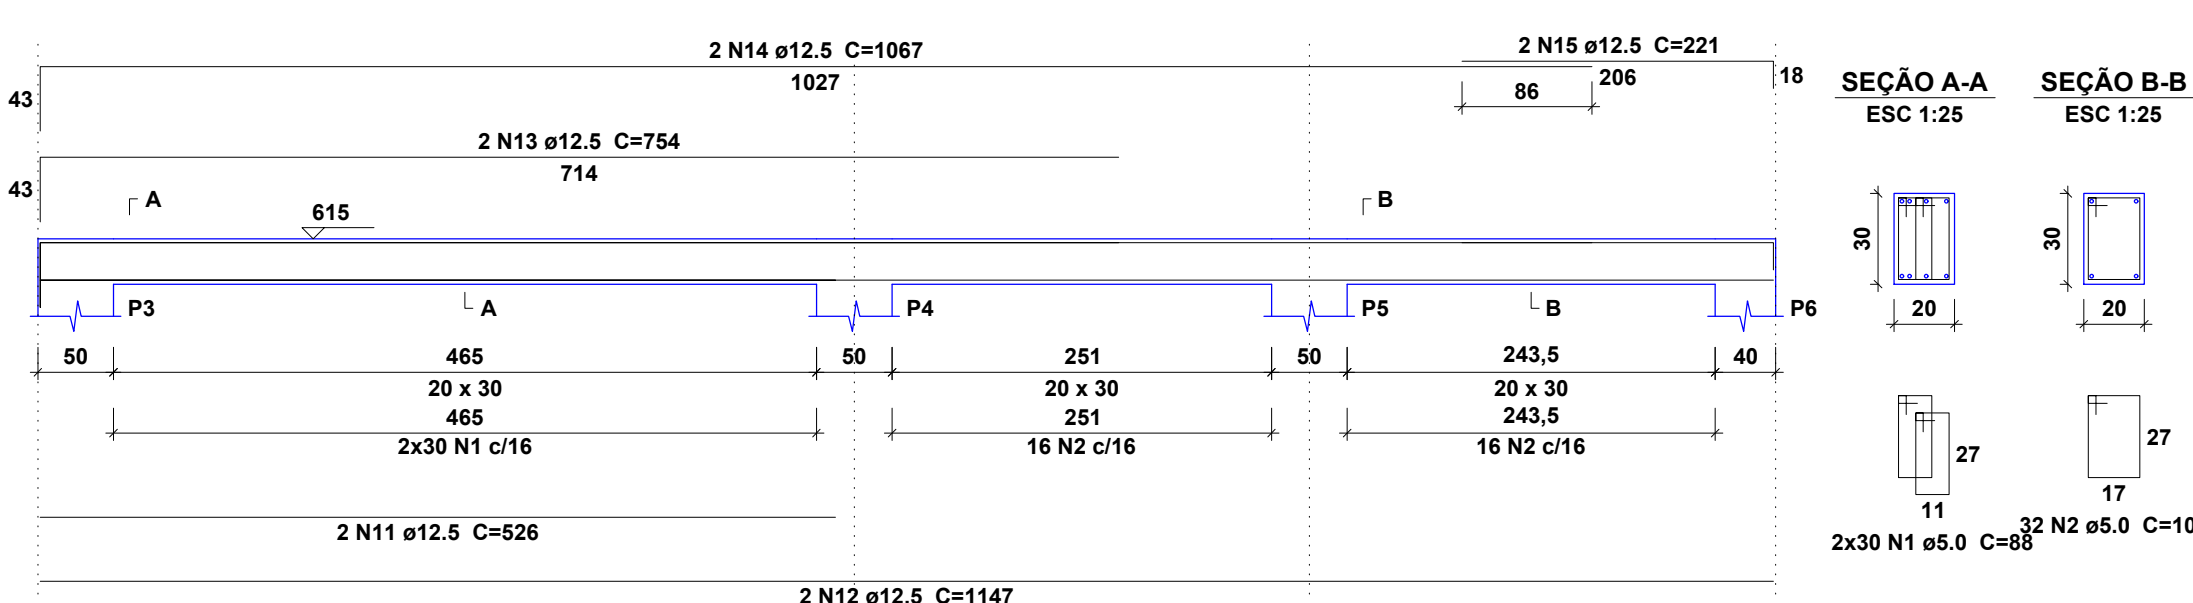 2 N14 ø12.5 C=1067
1027
43
2 N15 ø12.5 C=221
206
18
86
2 N13 ø12.5 C=754
714
43
A
B
615
P3
A
P4
P5
B
P6
50
465
50
251
50
243,5
40
20 x 30
20 x 30
20 x 30
465
251
243,5
2x30 N1 c/16
16 N2 c/16
16 N2 c/16
2 N11 ø12.5 C=526
2 N12 ø12.5 C=1147
SEÇÃO A-A
ESC 1:25
30
20
27
11
2x30 N1 ø5.0 C=88
SEÇÃO B-B
ESC 1:25
30
20
27
17
32 N2 ø5.0 C=10